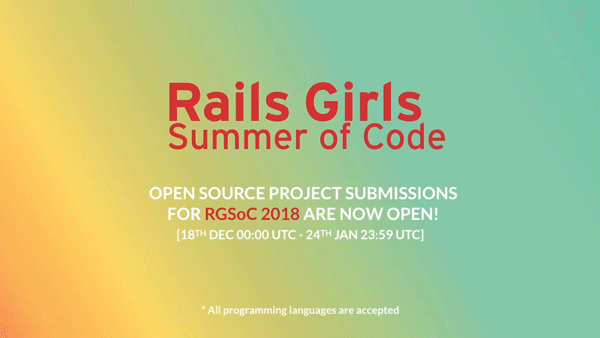 Rails Girls
Summer of Code
OPEN SOURCE PROJECT SUBMISSIONS
FOR RGSoC 2018 ARE NOW OPEN!
[18TH DEC 00:00 UTC - 24TH JAN 23:59 UTC]
* All programming languages are accepted